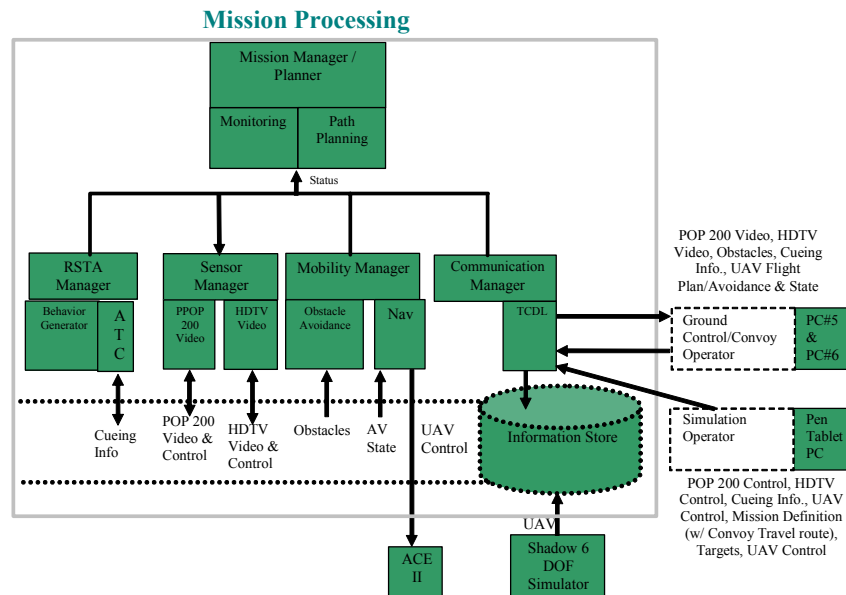 Mission Processing
Mission Manager /
Planner
Monitoring
Path
Planning
Status
RSTA
Manager
Behavior
Generator
A
T
C
Sensor
Manager
PPOP
200
Video
HDTV
Video
Mobility Manager
Obstacle
Avoidance
Nav
Communication
Manager
TCDL
POP 200 Video, HDTV
Video, Obstacles, Cueing
Info., UAV Flight
Plan/Avoidance & State
Ground
Control/Convoy
Operator
PC#5
&
PC#6
Simulation
Operator
Pen
Tablet
PC
POP 200 Control, HDTV
Control, Cueing Info., UAV
Control, Mission Definition
(w/ Convoy Travel route),
Targets, UAV Control
Cueing
Info
POP 200
Video &
Control
HDTV
Video &
Control
Obstacles
AV
State
UAV
Control
Information Store
UAV
ACE
II
Shadow 6
DOF
Simulator